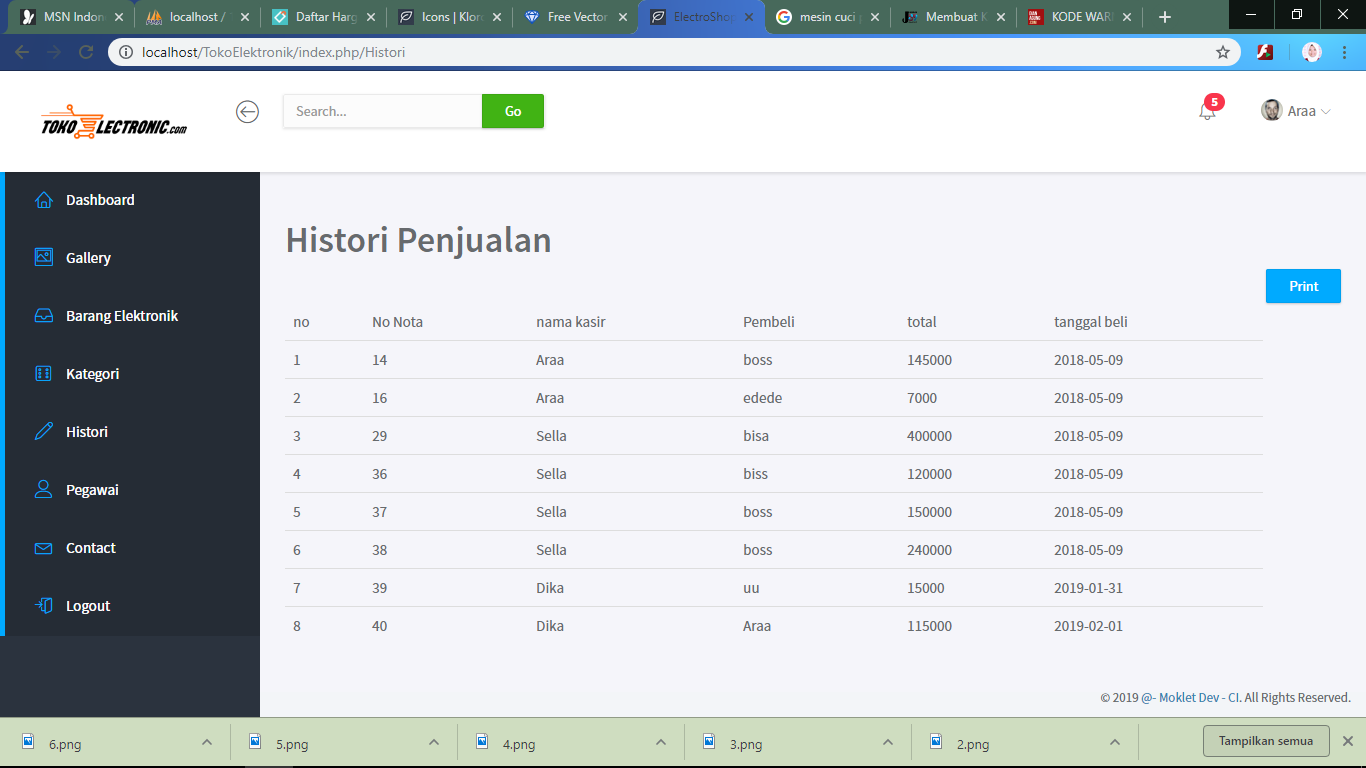 MSN Indon
localhost /
Daftar Harg
Icons | Klor
Free Vector
ElectroShop
mesin cuci
Membuat K
KODE WAR
localhost/TokoElektronik/index.php/Histori
TOKO ELECTRONIC.com
Search...
Go
5
Araa
Dashboard
Gallery
Barang Elektronik
Kategori
Histori
Pegawai
Contact
Logout
Histori Penjualan
Print
no No Nota nama kasir Pembeli total tanggal beli
1 14 Araa boss 145000 2018-05-09
2 16 Araa edede 7000 2018-05-09
3 29 Sella bisa 400000 2018-05-09
4 36 Sella biss 120000 2018-05-09
5 37 Sella boss 150000 2018-05-09
6 38 Sella boss 240000 2018-05-09
7 39 Dika uu 15000 2019-01-31
8 40 Dika Araa 115000 2019-02-01
© 2019 @- Moklet Dev - CI. All Rights Reserved.
6.png
5.png
4.png
3.png
2.png
Tampilkan semua